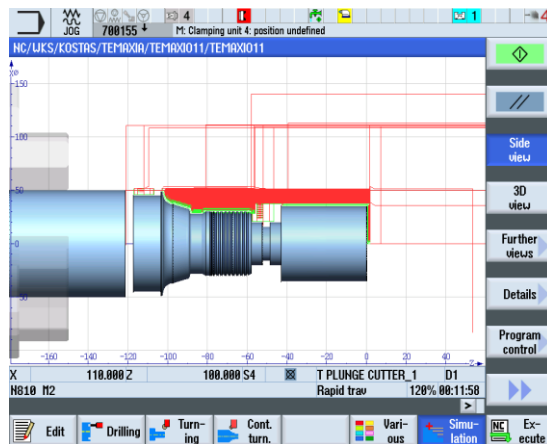 4
1
4
JOG
700155
M: Clamping unit 4: position undefined
NC/WKS/KOSTAS/TEMAXIA/TEMAXIO11/TEMAXIO11
Side view
3D view
Further views
Details
Program control
150
100
50
0
50
-160 -140 -120 -100 -80 -60 -40 -20 0 20 40
Z
X 110.000 Z 100.000 S4 T PLUNGE CUTTER_1 D1
N810 M2 Rapid trav 120% 00:11:58
>
Edit
Drilling
Turn-ing
Cont. turn.
Vari-ous
Simu-lation
NC
Ex-ecute